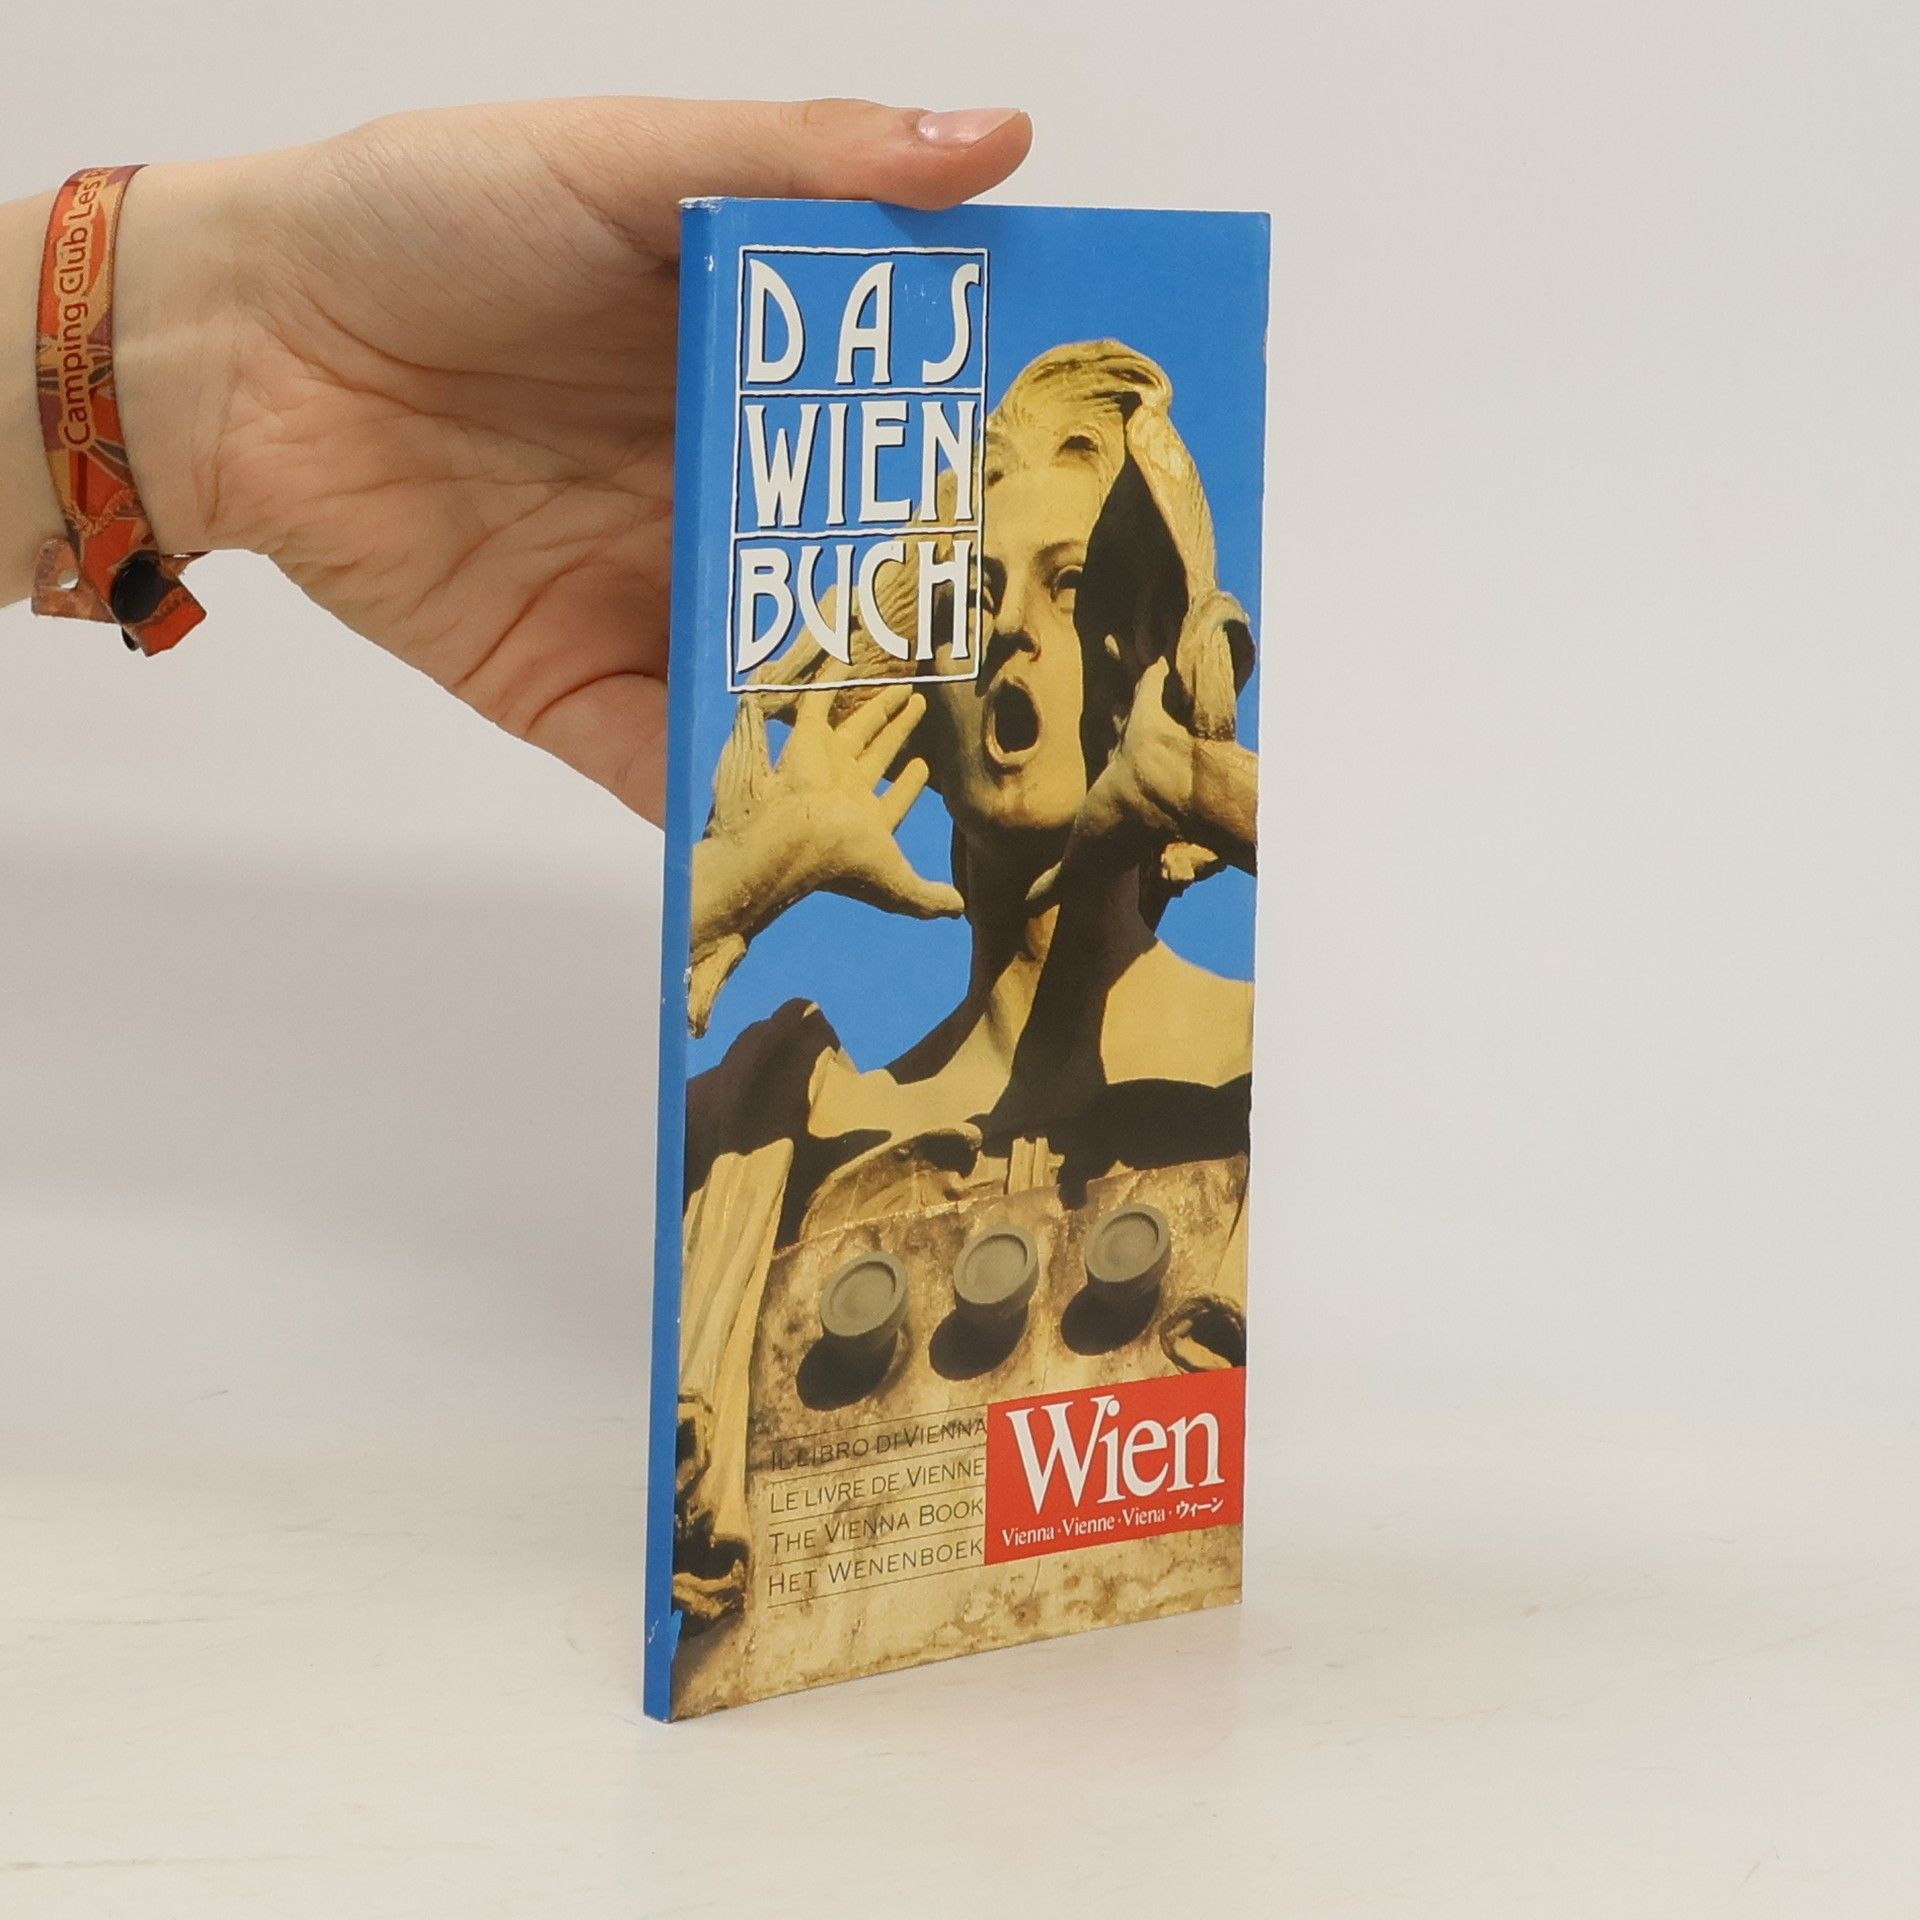 Camping Club Les
DAS
WIEN
BUCH
IL LIBRO DI VIENNA
LE LIVRE DE VIENNE
THE VIENNA BOOK
HET WENENBOEK
Wien
Vienna · Vienne · Viena · ウィーン